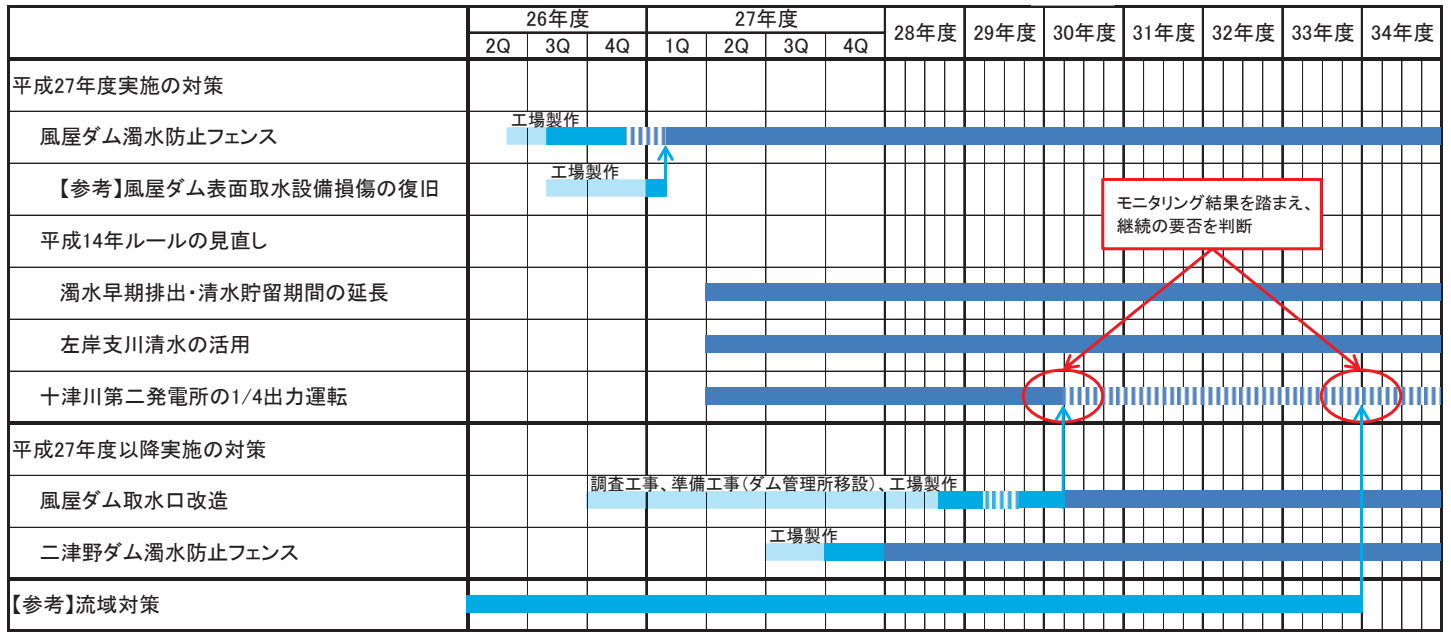 26年度 27年度 28年度 29年度 30年度 31年度 32年度 33年度 34年度
2Q 3Q 4Q 1Q 2Q 3Q 4Q
平成27年度実施の対策
工場製作
風屋ダム濁水防止フェンス
工場製作
【参考】風屋ダム表面取水設備損傷の復旧
モニタリング結果を踏まえ、
継続の要否を判断
平成14年ルールの見直し
濁水早期排出・清水貯留期間の延長
左岸支川清水の活用
十津川第二発電所の1/4出力運転
平成27年度以降実施の対策
調査工事、準備工事(ダム管理所移設)、工場製作
風屋ダム取水口改造
工場製作
二津野ダム濁水防止フェンス
【参考】流域対策